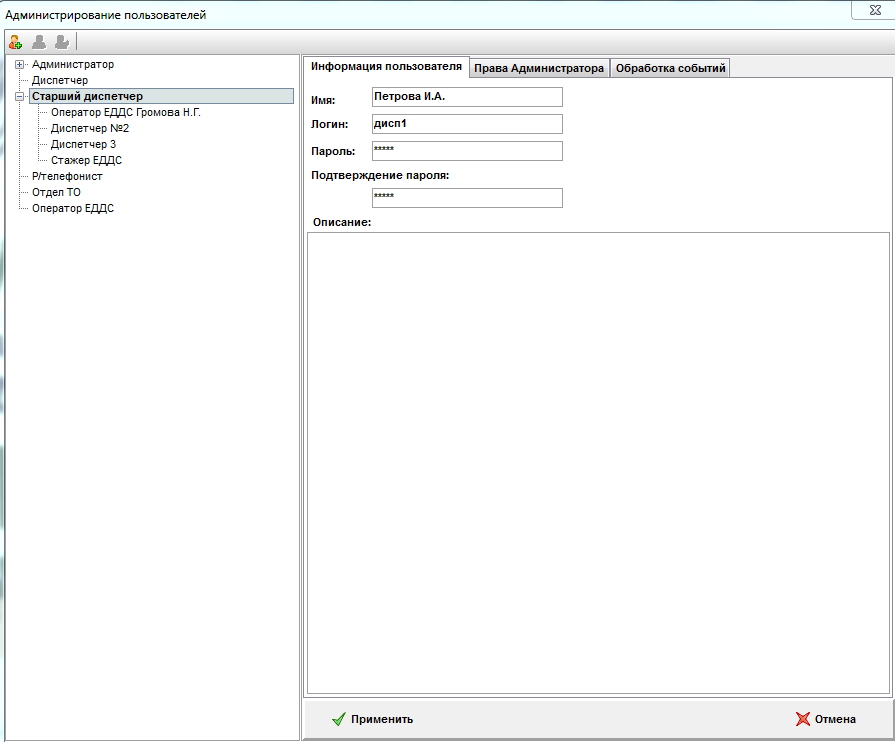 Администрирование пользователей
Администратор
Диспетчер
Старший диспетчер
Оператор ЕДДС Громова Н.Г.
Диспетчер №2
Диспетчер 3
Стажер ЕДДС
Р/телефонист
Отдел ТО
Оператор ЕДДС
Информация пользователя
Права Администратора
Обработка событий
Имя: Петрова И.А.
Логин: дисп1
Пароль: *****
Подтверждение пароля:
*****
Описание:
Применить
Отмена